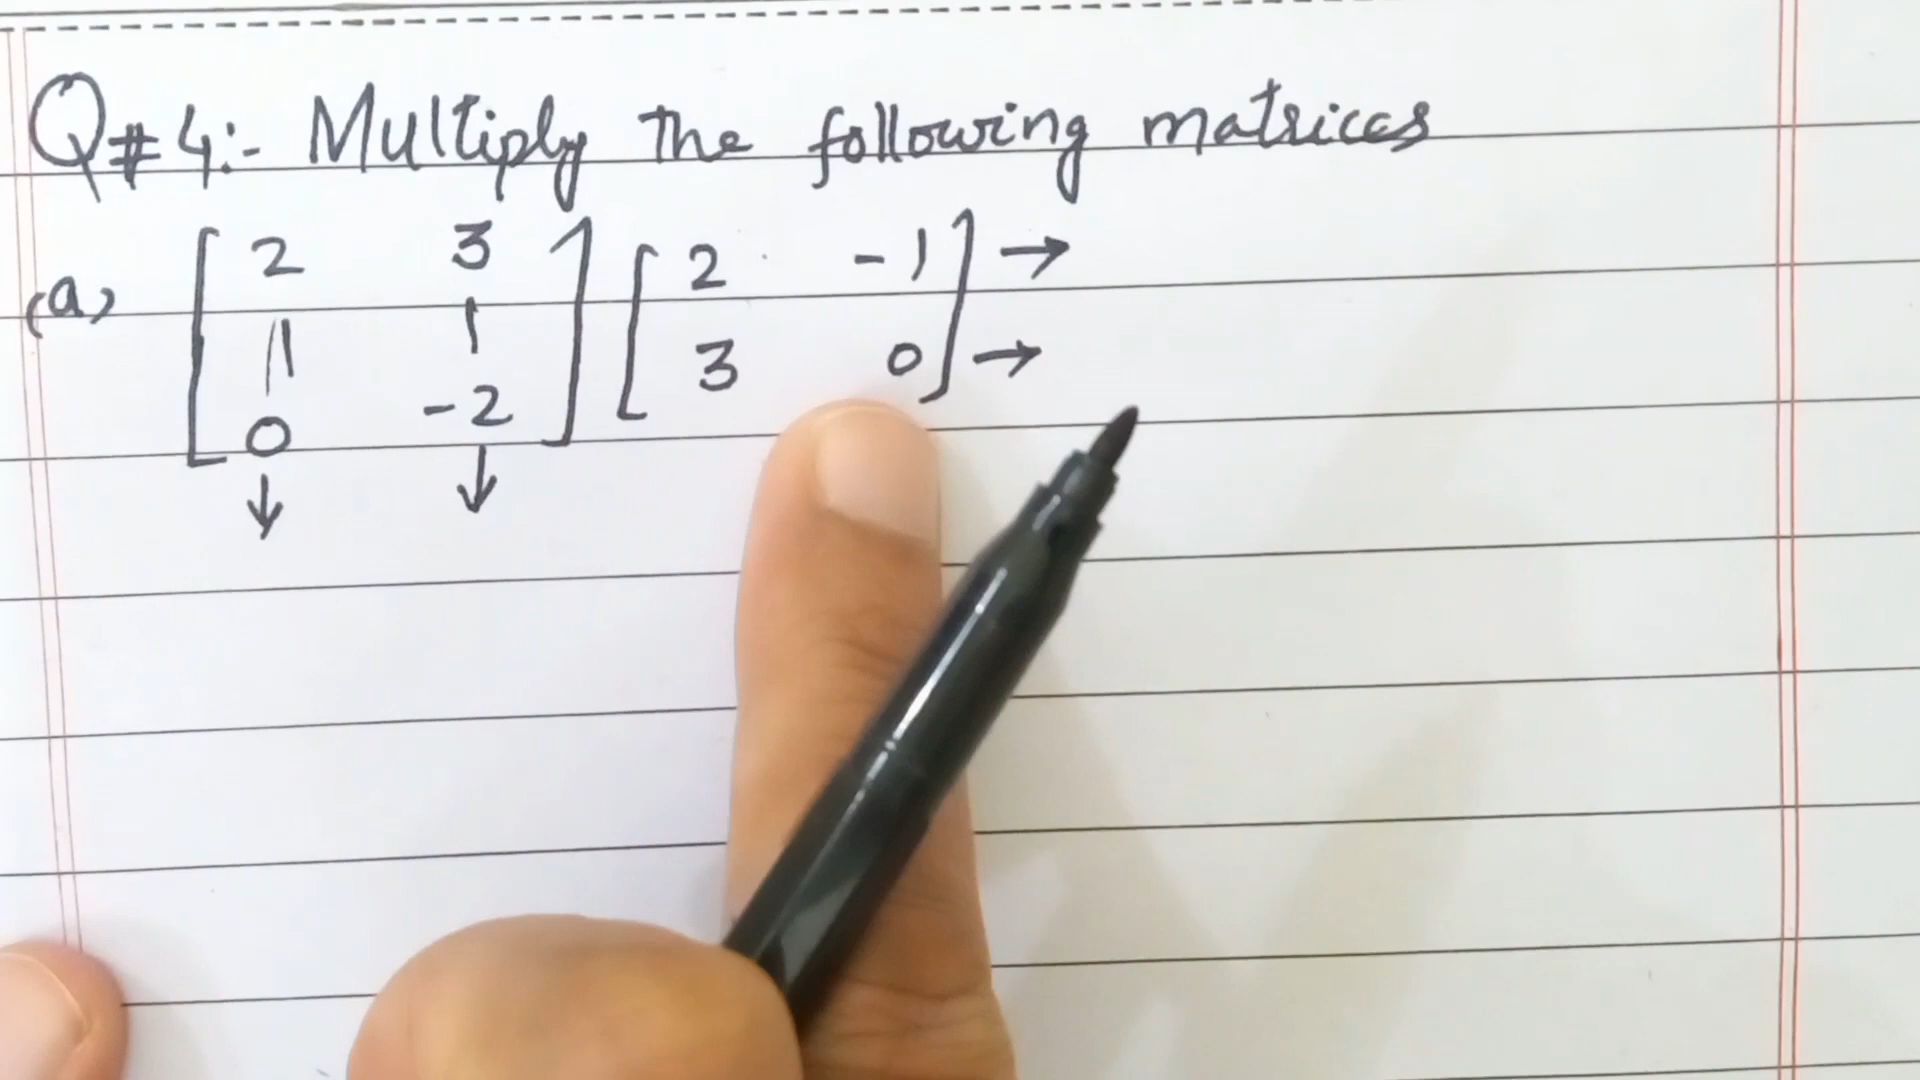 Q#4:- Multiply the following matrices
(a) [2 3] [2 -1] →
1 1 3 0 →
0 -2
↓ ↓